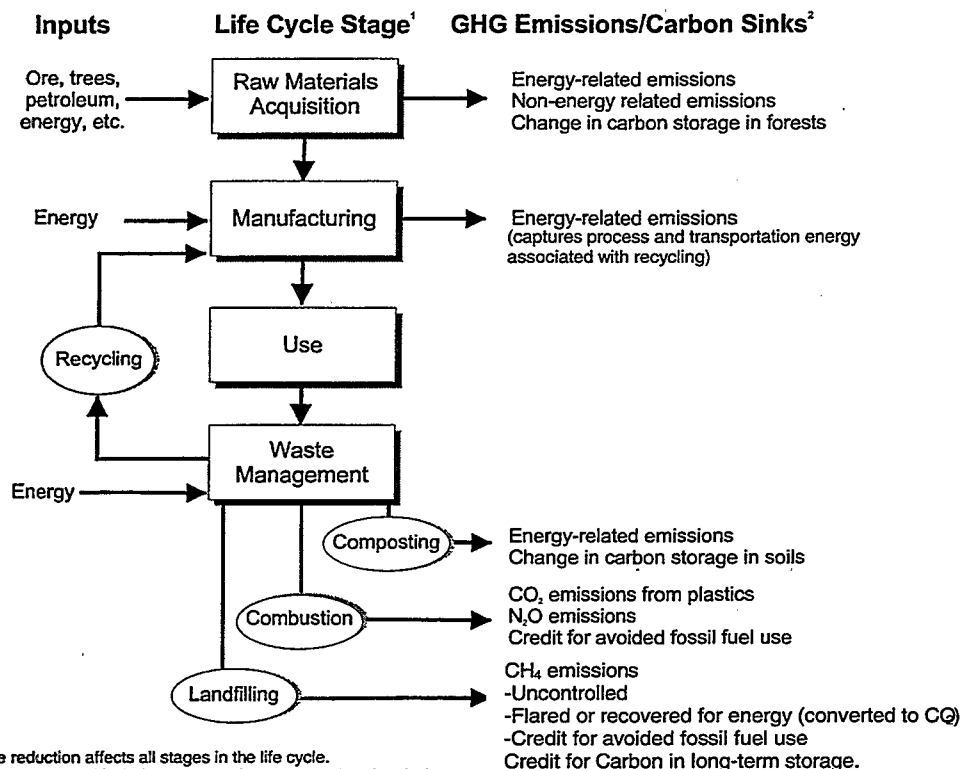 Inputs
Life Cycle Stage¹
GHG Emissions/Carbon Sinks²
Ore, trees,
petroleum,
energy, etc.
Raw Materials
Acquisition
Energy-related emissions
Non-energy related emissions
Change in carbon storage in forests
Energy
Manufacturing
Energy-related emissions
(captures process and transportation energy
associated with recycling)
Use
Recycling
Waste
Management
Energy
Composting
Energy-related emissions
Change in carbon storage in soils
Combustion
CO₂ emissions from plastics
N₂O emissions
Credit for avoided fossil fuel use
Landfilling
CH₄ emissions
-Uncontrolled
-Flared or recovered for energy (converted to CO₂)
-Credit for avoided fossil fuel use
Credit for Carbon in long-term storage.
reduction affects all stages in the life cycle.